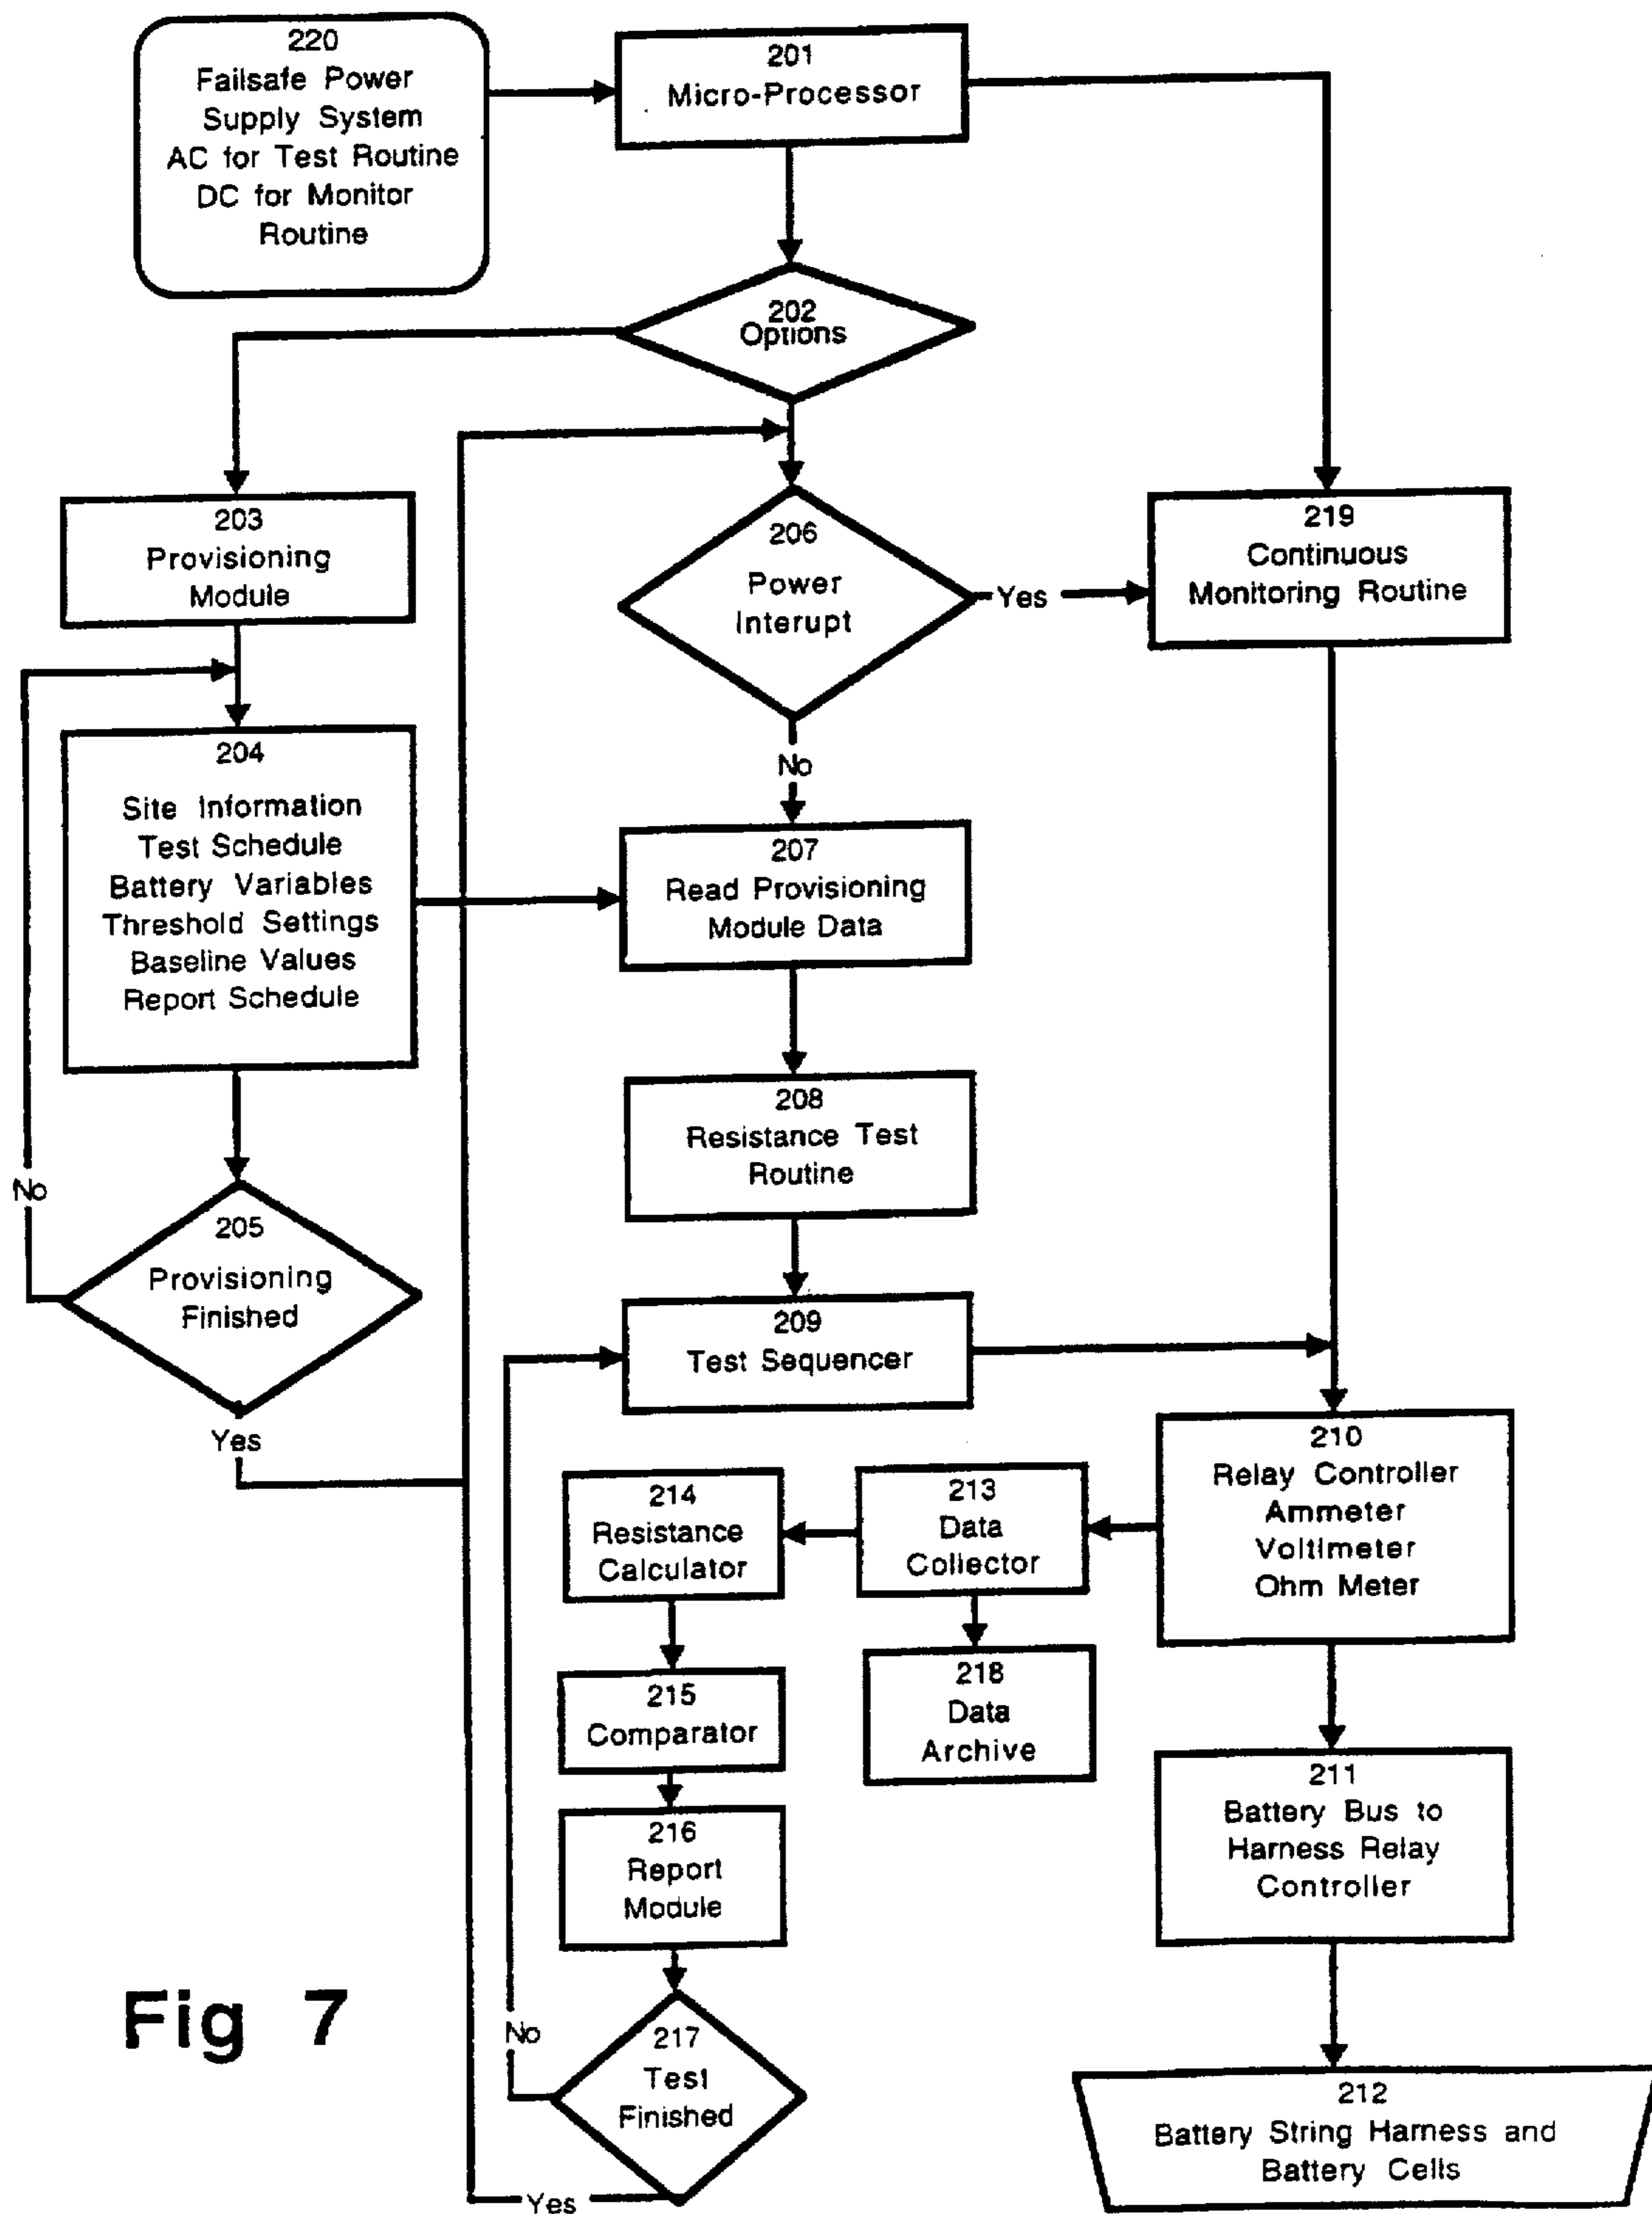 220
Failsafe Power
Supply System
AC for Test Routine
DC for Monitor
Routine
201
Micro-Processor
202
Options
203
Provisioning
Module
206
Power
Interupt
Yes
219
Continuous
Monitoring Routine
204
Site Information
Test Schedule
Battery Variables
Threshold Settings
Baseline Values
Report Schedule
No
207
Read Provisioning
Module Data
208
Resistance Test
Routine
No
205
Provisioning
Finished
Yes
209
Test Sequencer
210
Relay Controller
Ammeter
Voltlmeter
Ohm Meter
214
Resistance
Calculator
213
Data
Collector
215
Comparator
218
Data
Archive
211
Battery Bus to
Harness Relay
Controller
216
Report
Module
Fig 7
No
217
Test
Finished
Yes
212
Battery String Harness and
Battery Cells